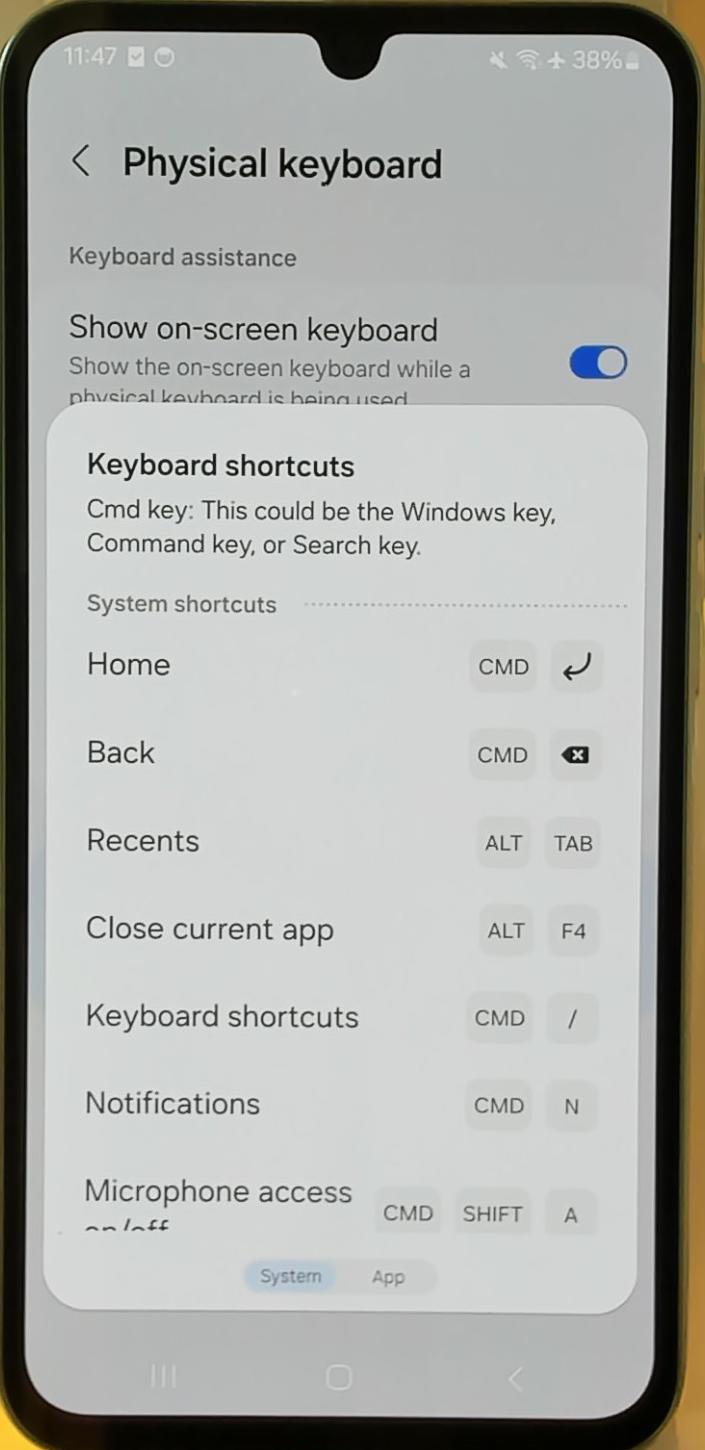 11:47
38%
Physical keyboard
Keyboard assistance
Show on-screen keyboard
Show the on-screen keyboard while a
physical keyboard is being used
Keyboard shortcuts
Cmd key: This could be the Windows key,
Command key, or Search key.
System shortcuts
Home CMD
Back CMD
Recents ALT TAB
Close current app ALT F4
Keyboard shortcuts CMD /
Notifications CMD N
Microphone access CMD SHIFT A
on/off
System App